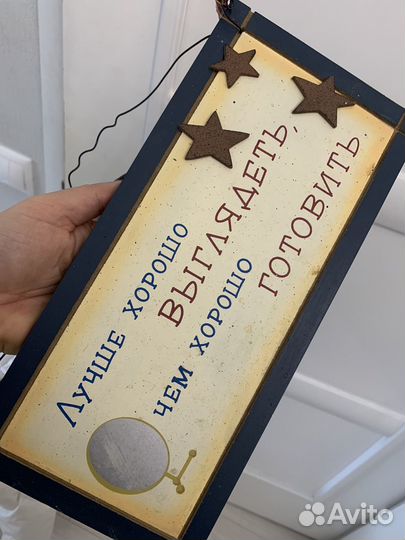 Лучше хорошо
выглядеть,
чем хорошо
готовить
Avito